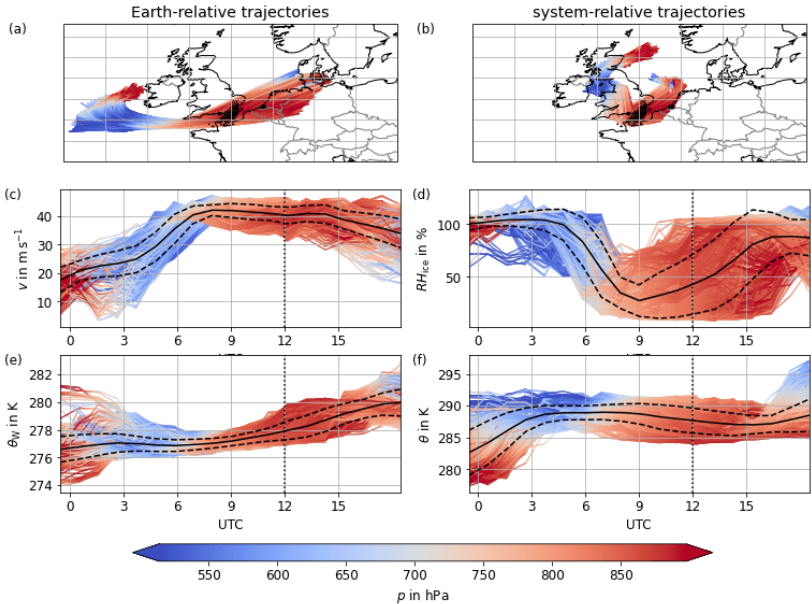 Earth-relative trajectories
system-relative trajectories
(a)
(b)
(c)
40
30
20
10
v in m s⁻¹
0 3 6 9 12 15
(d)
100
50
RH_ice in %
0 3 6 9 12 15
(e)
282
280
278
276
274
θ_W in K
0 3 6 9 12 15
UTC
(f)
295
290
285
280
θ in K
0 3 6 9 12 15
UTC
550 600 650 700 750 800 850
p in hPa